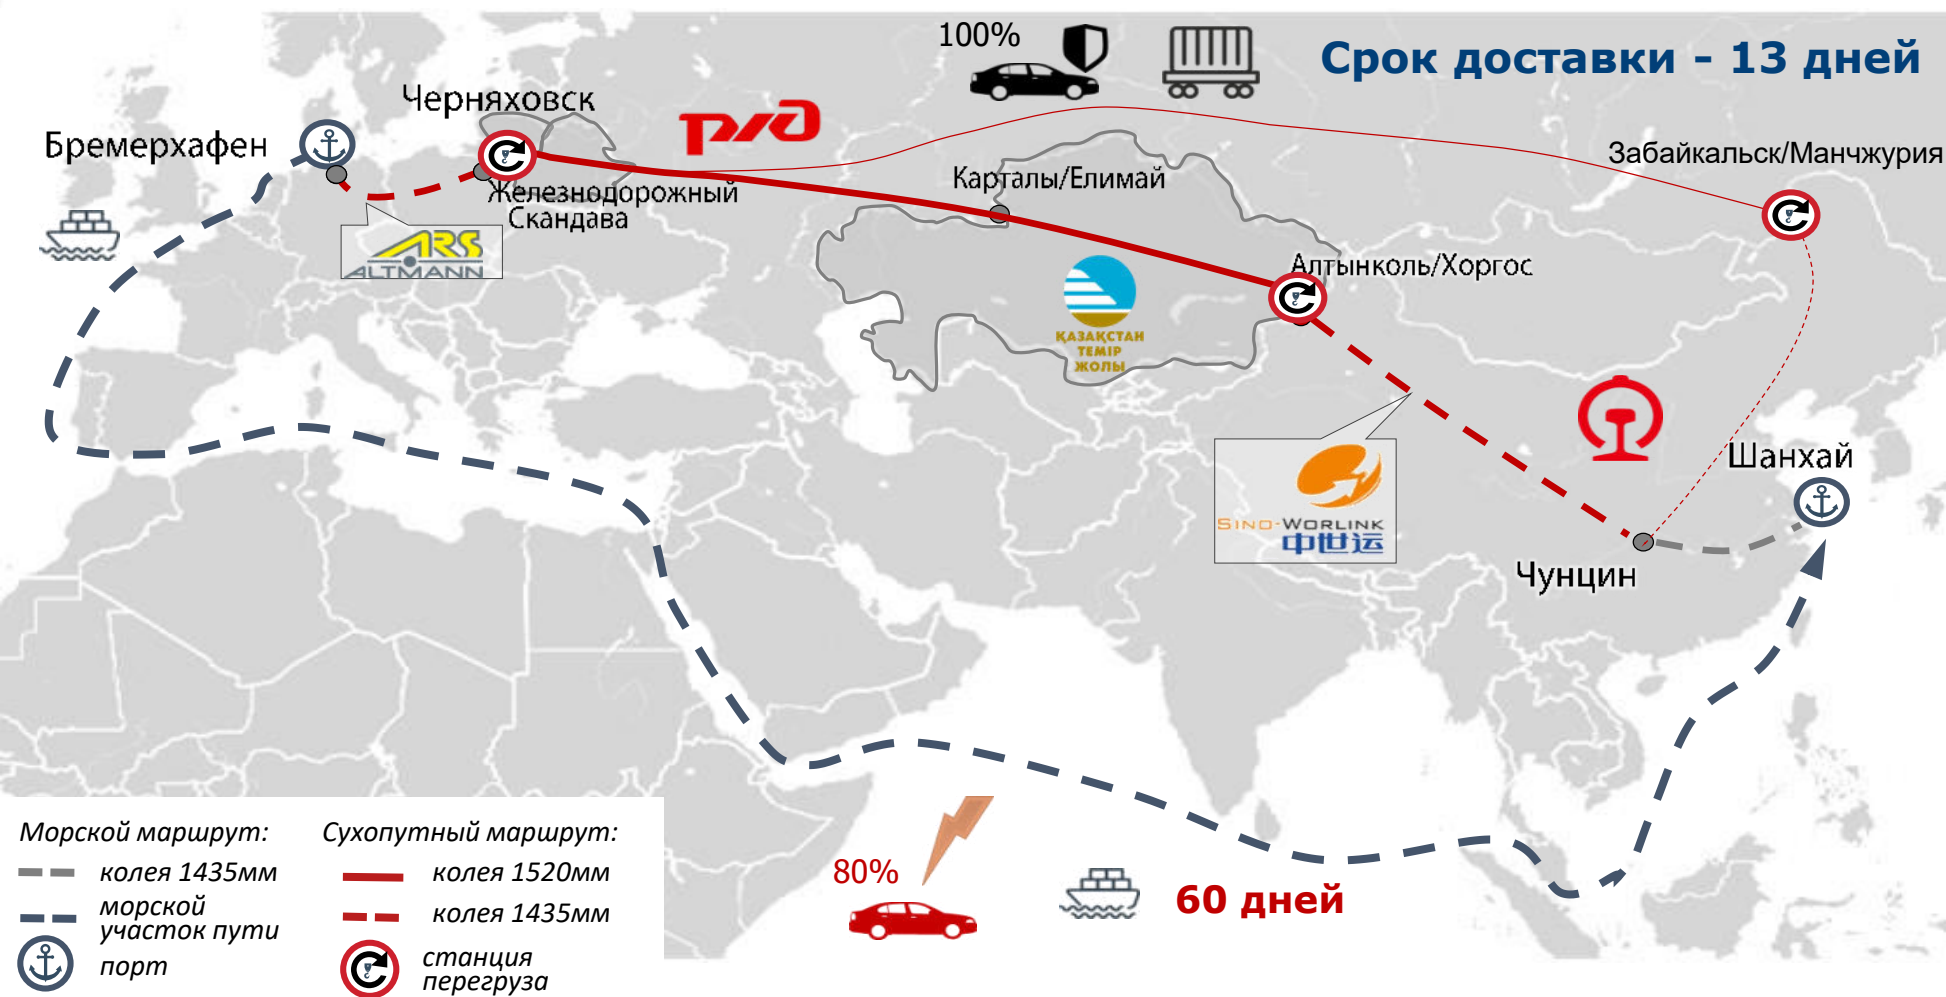 100%
Срок доставки - 13 дней
Черняховск
Бремерхафен
ржд
Забайкальск/Манчжурия
Карталы/Елимай
Железнодорожный
Скандава
ARS
ALTMANN
Алтынколь/Хоргос
ҚАЗАҚСТАН
ТЕМІР
ЖОЛЫ
Шанхай
SINO-WORLINK
中世运
Чунцин
Морской маршрут:
колея 1435мм
морской
участок пути
порт
Сухопутный маршрут:
колея 1520мм
колея 1435мм
станция
перегруза
80%
60 дней